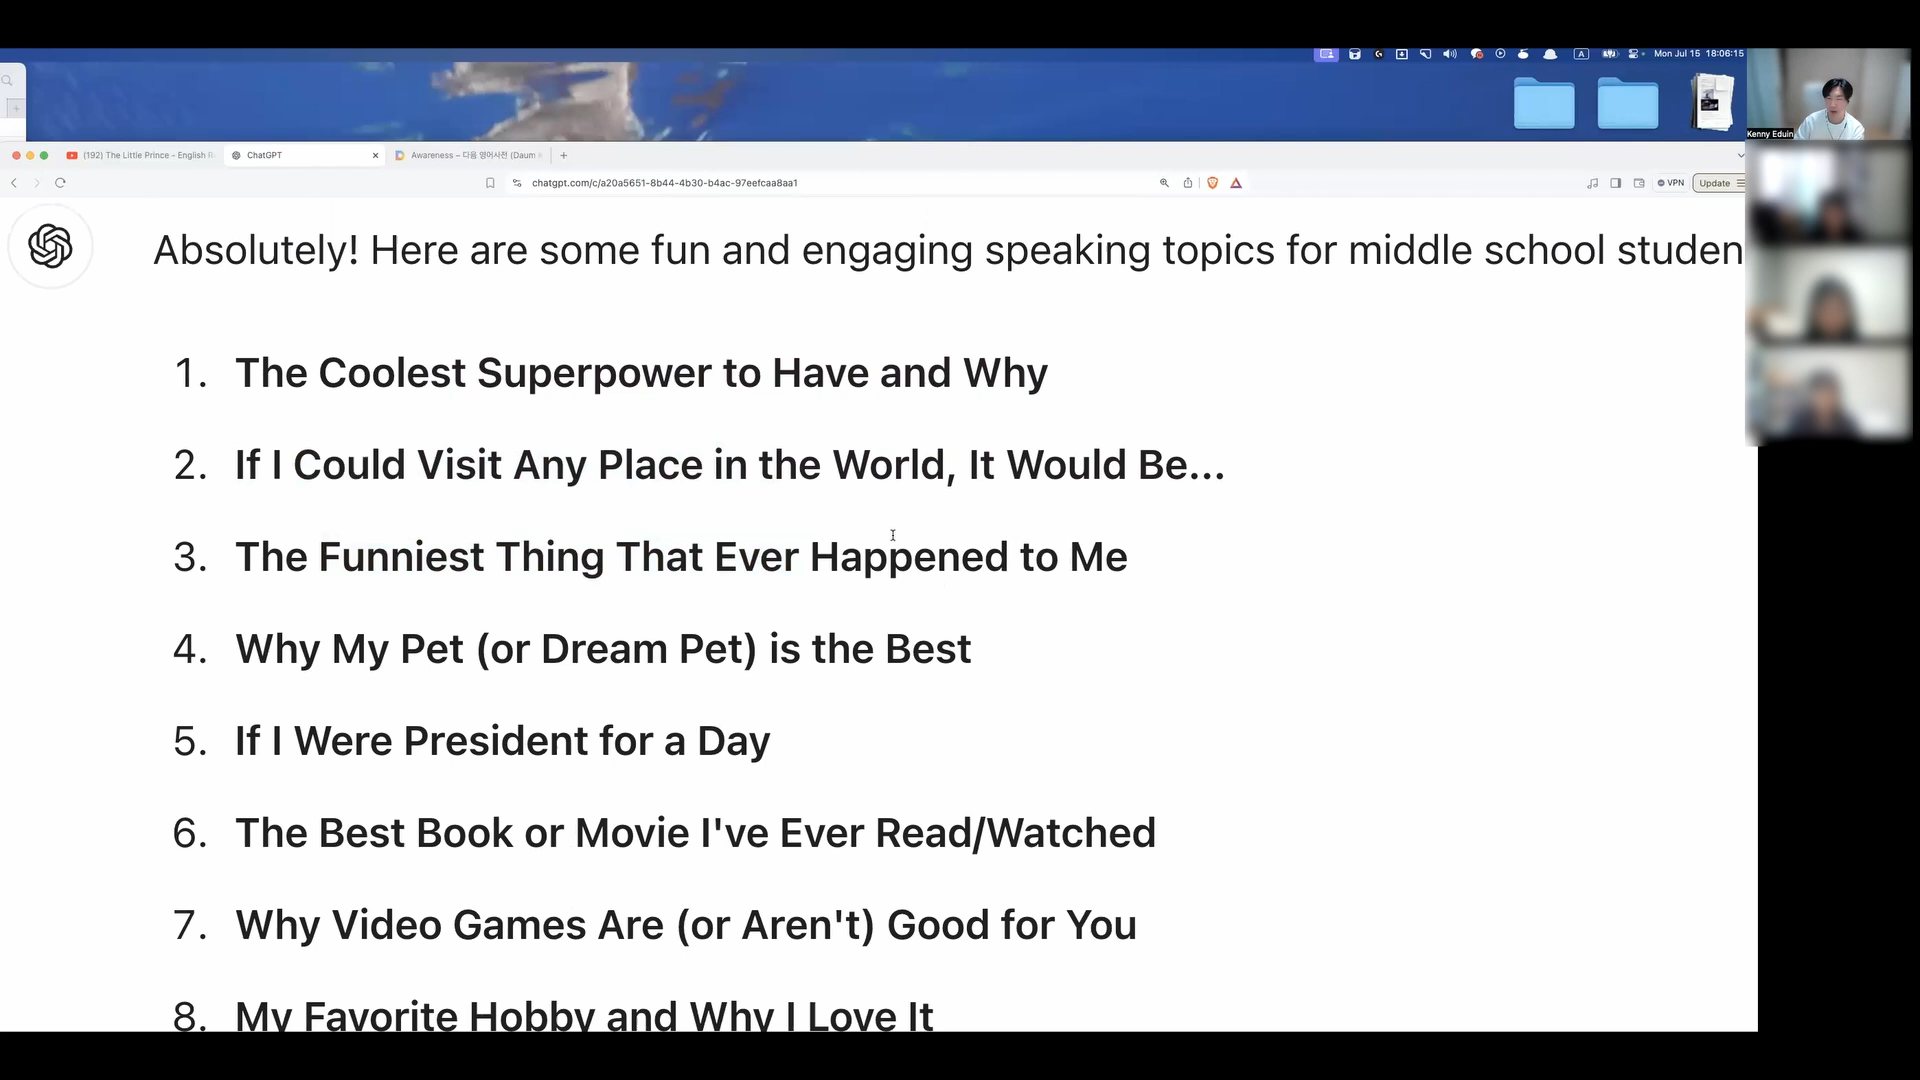 A
Mon Jul 15 18:06:15
Kenny Eduin
(192) The Little Prince – English R
ChatGPT
Awareness – 다음 영어사전 (Daum
chatgpt.com/c/a20a5651-8b44-4b30-b4ac-97eefcaa8aa1
VPN
Update
Absolutely! Here are some fun and engaging speaking topics for middle school studen
1. The Coolest Superpower to Have and Why
2. If I Could Visit Any Place in the World, It Would Be...
3. The Funniest Thing That Ever Happened to Me
4. Why My Pet (or Dream Pet) is the Best
5. If I Were President for a Day
6. The Best Book or Movie I've Ever Read/Watched
7. Why Video Games Are (or Aren't) Good for You
8. My Favorite Hobby and Why I Love It